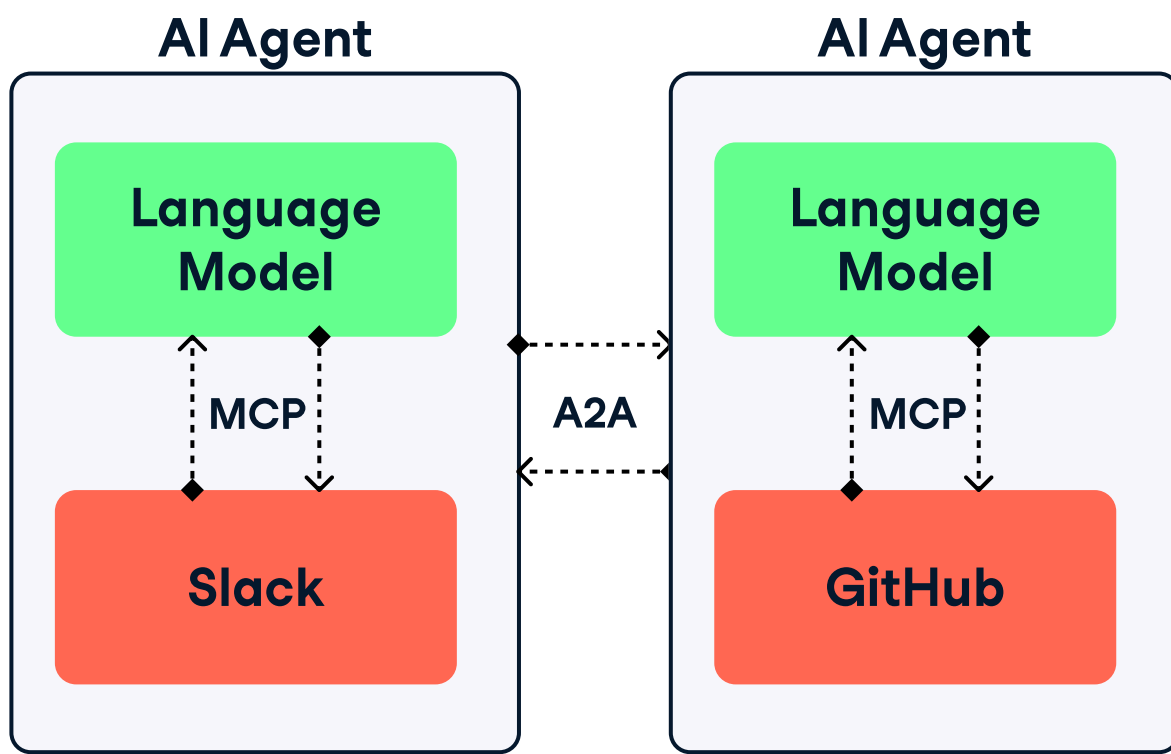 AI Agent
AI Agent
Language
Model
Language
Model
MCP
A2A
MCP
Slack
GitHub